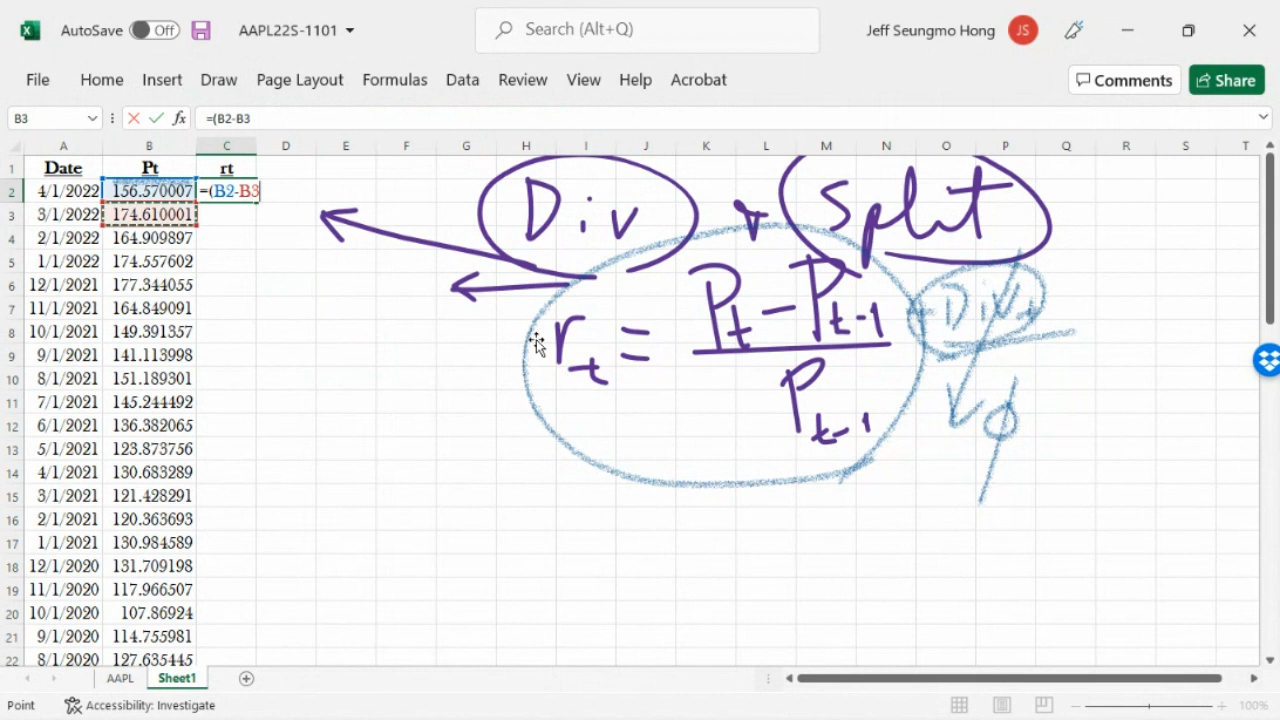 AutoSave Off AAPL22S-1101 Search (Alt+Q) Jeff Seungmo Hong JS
File Home Insert Draw Page Layout Formulas Data Review View Help Acrobat Comments Share
B3 fx =(B2-B3
A B C D E F G H I J K L M N O P Q R S T
1 Date Pt rt
2 4/1/2022 156.570007 =(B2-B3
3 3/1/2022 174.610001
4 2/1/2022 164.909897
5 1/1/2022 174.557602
6 12/1/2021 177.344055
7 11/1/2021 164.849091
8 10/1/2021 149.391357
9 9/1/2021 141.113998
10 8/1/2021 151.189301
11 7/1/2021 145.244492
12 6/1/2021 136.382065
13 5/1/2021 123.873756
14 4/1/2021 130.683289
15 3/1/2021 121.428291
16 2/1/2021 120.363693
17 1/1/2021 130.984589
18 12/1/2020 131.709198
19 11/1/2020 117.966507
20 10/1/2020 107.86924
21 9/1/2020 114.755981
22 8/1/2020 127.635445
Div Split
Pt - Pt-1 + Divt
rt =
Pt-1
AAPL Sheet1
Point Accessibility: Investigate 100%